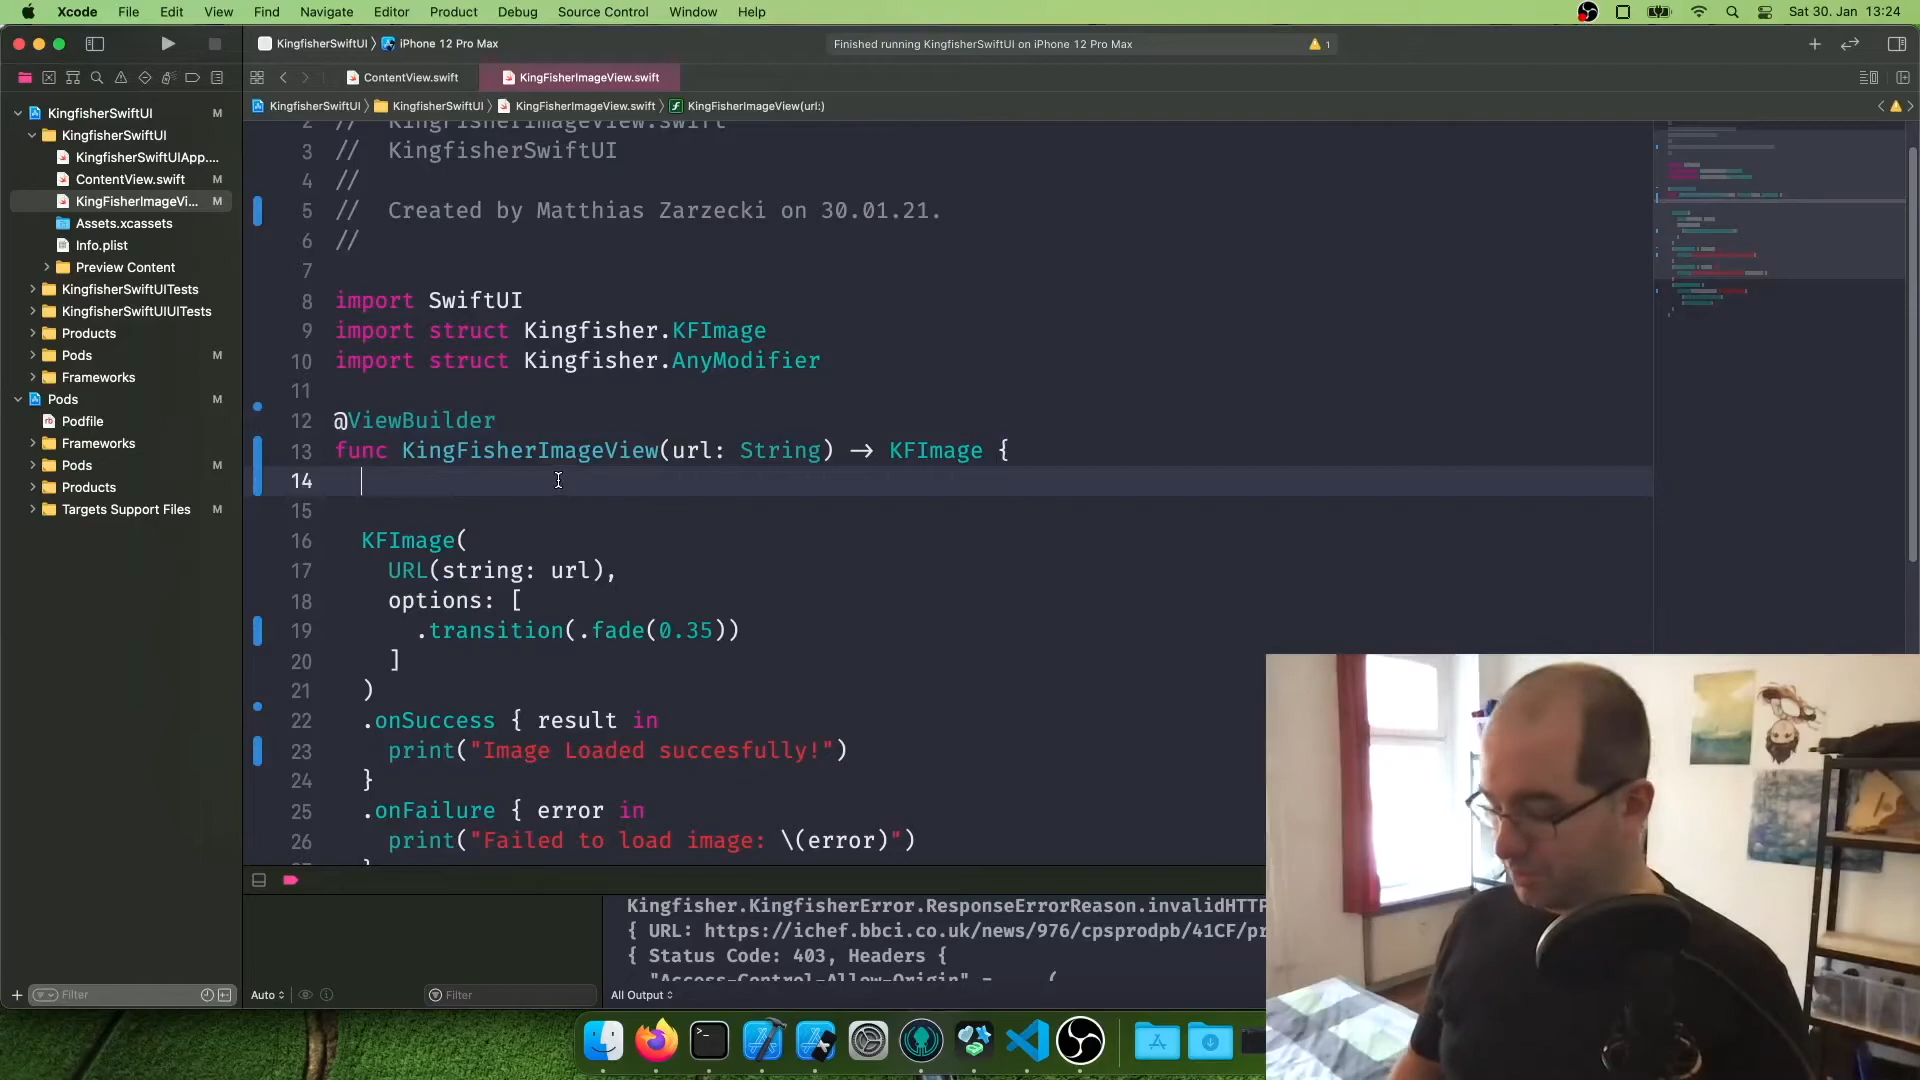 Xcode File Edit View Find Navigate Editor Product Debug Source Control Window Help Sat 30. Jan 13:24
KingfisherSwiftUI iPhone 12 Pro Max
Finished running KingfisherSwiftUI on iPhone 12 Pro Max 1
ContentView.swift KingFisherImageView.swift
KingfisherSwiftUI KingfisherSwiftUI KingFisherImageView.swift KingFisherImageView(url:)
KingfisherSwiftUI M
KingfisherSwiftUI
KingfisherSwiftUIApp....
ContentView.swift M
KingFisherImageVi... M
Assets.xcassets
Info.plist
Preview Content
KingfisherSwiftUITests
KingfisherSwiftUIUITests
Products
Pods M
Frameworks
Pods M
Podfile
Frameworks
Pods M
Products
Targets Support Files M
Filter
2 // KingFisherImageView.swift
3 // KingfisherSwiftUI
4 //
5 // Created by Matthias Zarzecki on 30.01.21.
6 //
7
8 import SwiftUI
9 import struct Kingfisher.KFImage
10 import struct Kingfisher.AnyModifier
11
12 @ViewBuilder
13 func KingFisherImageView(url: String) -> KFImage {
14
15
16 KFImage(
17 URL(string: url),
18 options: [
19 .transition(.fade(0.35))
20 ]
21 )
22 .onSuccess { result in
23 print("Image Loaded succesfully!")
24 }
25 .onFailure { error in
26 print("Failed to load image: \(error)")
Kingfisher.KingfisherError.ResponseErrorReason.invalidHTTP
{ URL: https://ichef.bbci.co.uk/news/976/cpsprodpb/41CF/pr
{ Status Code: 403, Headers {
"Access-Control-Allow-Origin" = (
Auto Filter All Output